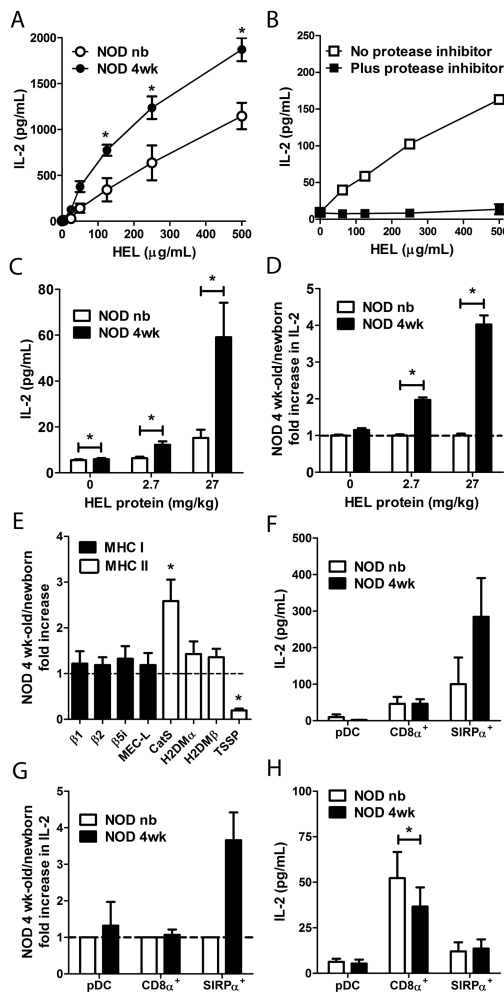 A
NOD nb
NOD 4wk
IL-2
(pg/mL)
2000
1500
1000
500
0
*
*
*
0 100 200 300 400 500
HEL (μg/mL)
B
No protease inhibitor
Plus protease inhibitor
IL-2
(pg/mL)
250
200
150
100
50
0
0 100 200 300 400 500
HEL (μg/mL)
C
NOD nb
NOD 4wk
IL-2
(pg/mL)
80
60
40
20
0
*
*
*
0 2.7 27
HEL protein (mg/kg)
D
NOD nb
NOD 4wk
NOD 4 wk-old/newborn
fold increase in IL-2
5
4
3
2
1
0
*
*
0 2.7 27
HEL protein (mg/kg)
E
MHC I
MHC II
NOD 4 wk-old/newborn
fold increase
4
3
2
1
0
*
*
β1 β2 β5i MEC-L CatS H2DMα H2DMβ TSSP
F
NOD nb
NOD 4wk
IL-2
(pg/mL)
500
400
300
200
100
0
pDC CD8α+ SIRPα+
G
NOD nb
NOD 4wk
NOD 4 wk-old/newborn
fold increase in IL-2
5
4
3
2
1
0
pDC CD8α+ SIRPα+
H
NOD nb
NOD 4wk
IL-2
(pg/mL)
100
75
50
25
0
*
pDC CD8α+ SIRPα+